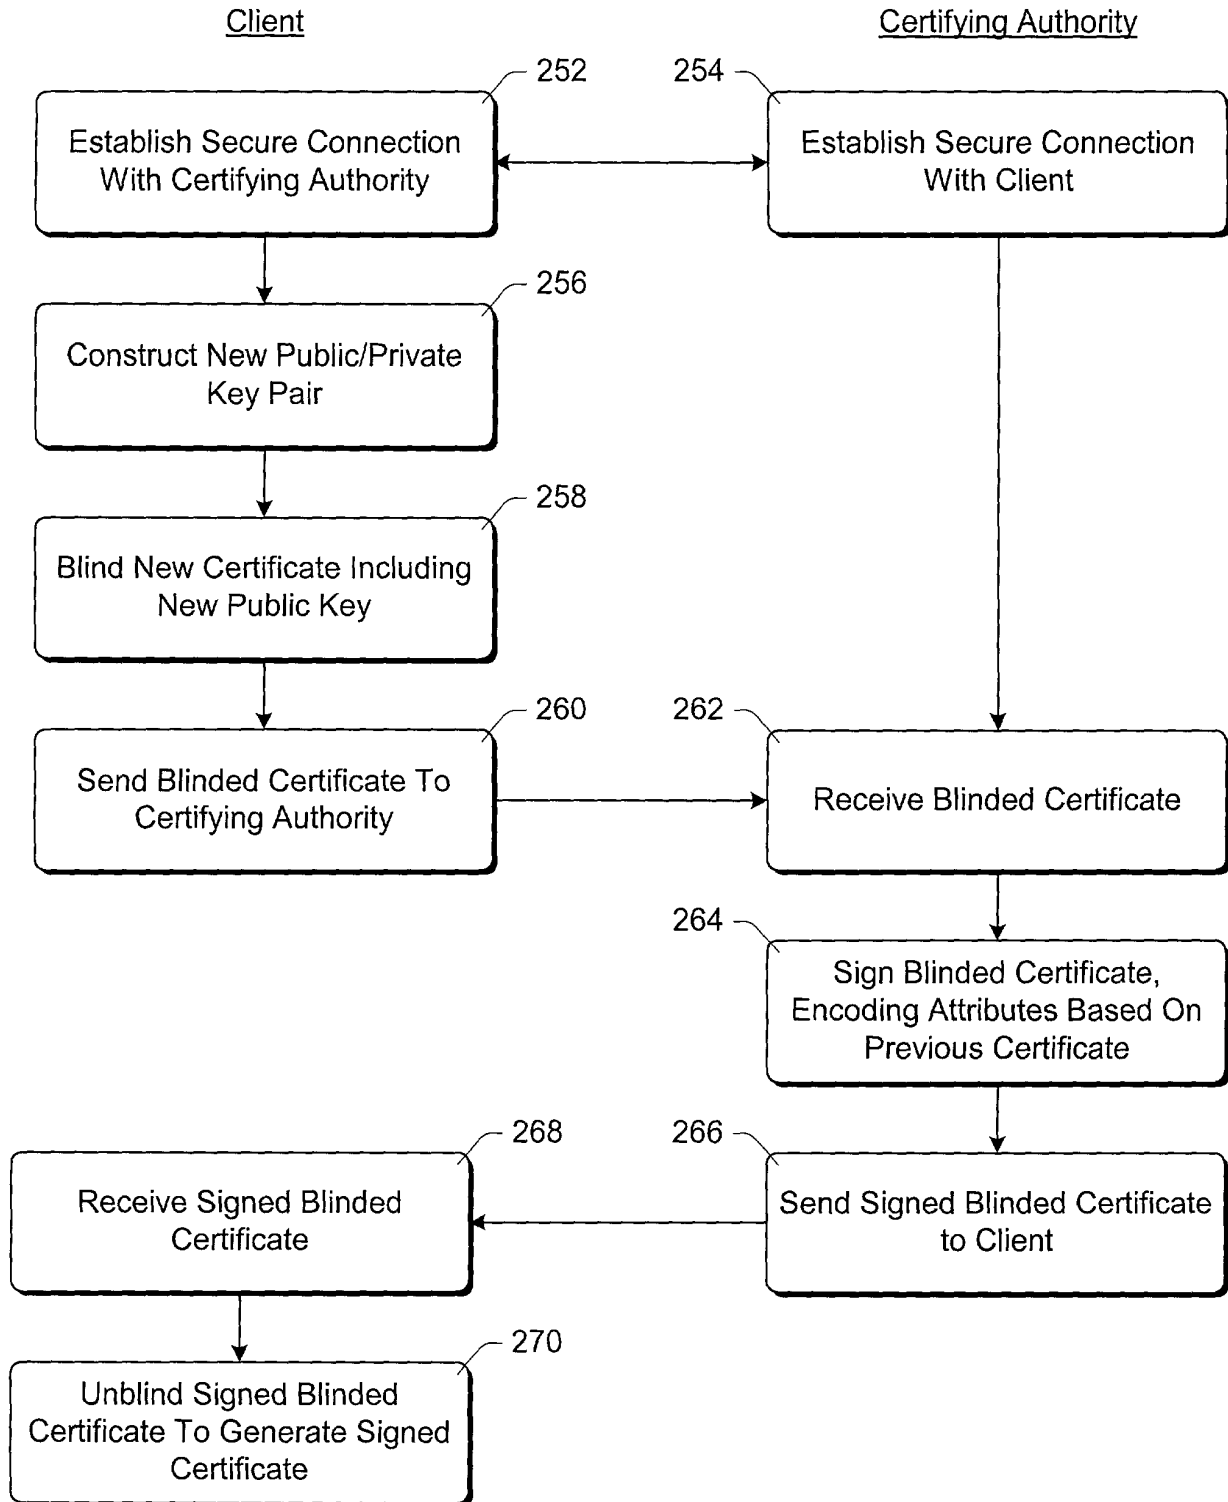 Client
Certifying Authority
252
254
Establish Secure Connection
With Certifying Authority
Establish Secure Connection
With Client
256
Construct New Public/Private
Key Pair
258
Blind New Certificate Including
New Public Key
260
262
Send Blinded Certificate To
Certifying Authority
Receive Blinded Certificate
264
Sign Blinded Certificate,
Encoding Attributes Based On
Previous Certificate
268
266
Receive Signed Blinded
Certificate
Send Signed Blinded Certificate
to Client
270
Unblind Signed Blinded
Certificate To Generate Signed
Certificate